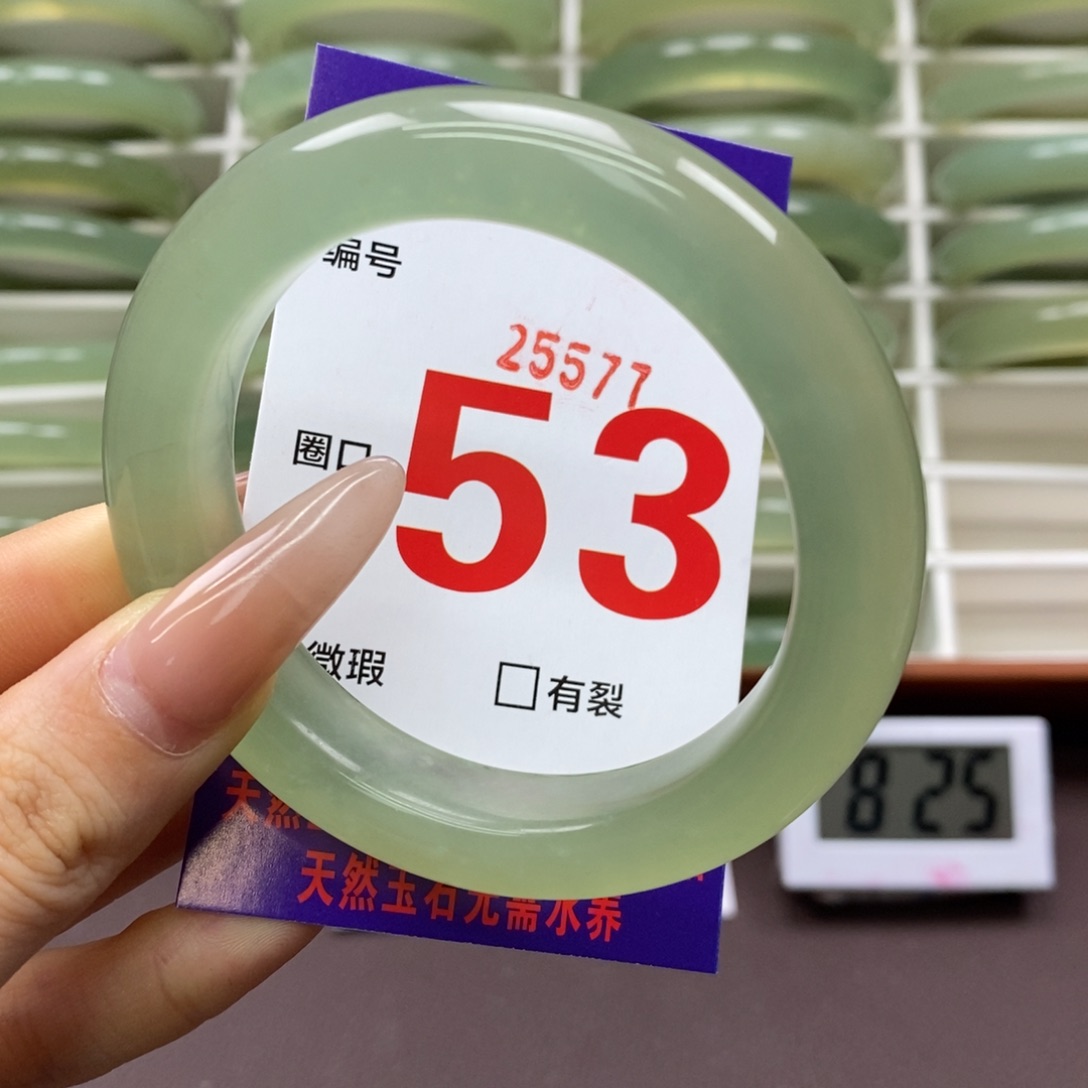 编号
25577
圈口 53
微瑕 □有裂
天然
天然玉石无需水养
8 25